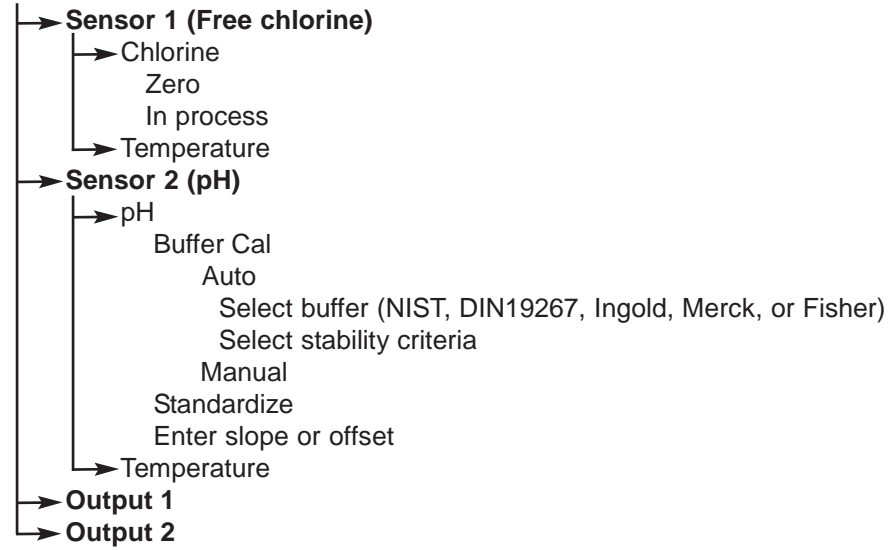 Sensor 1 (Free chlorine)
Chlorine
Zero
In process
Temperature
Sensor 2 (pH)
pH
Buffer Cal
Auto
Select buffer (NIST, DIN19267, Ingold, Merck, or Fisher)
Select stability criteria
Manual
Standardize
Enter slope or offset
Temperature
Output 1
Output 2